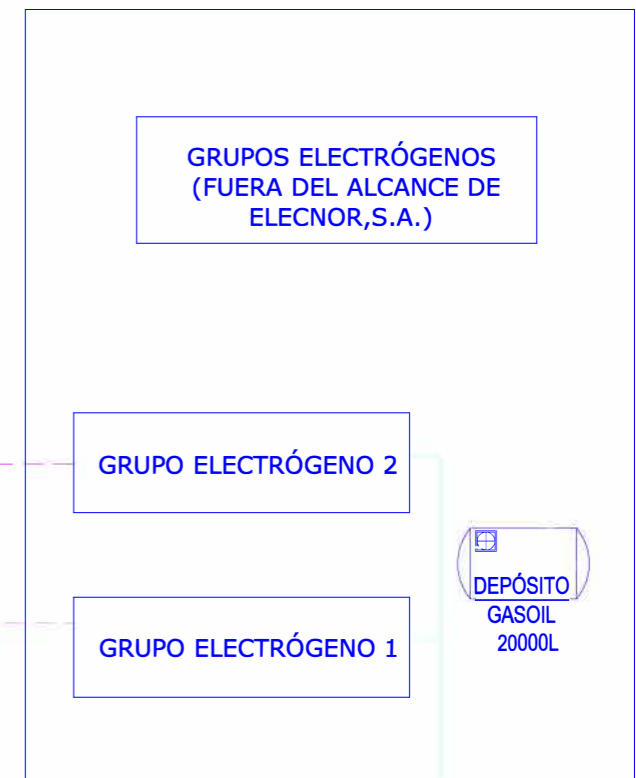 GRUPOS ELECTRÓGENOS
(FUERA DEL ALCANCE DE
ELECNOR,S.A.)
GRUPO ELECTRÓGENO 2
DEPÓSITO
GASOIL
20000L
GRUPO ELECTRÓGENO 1